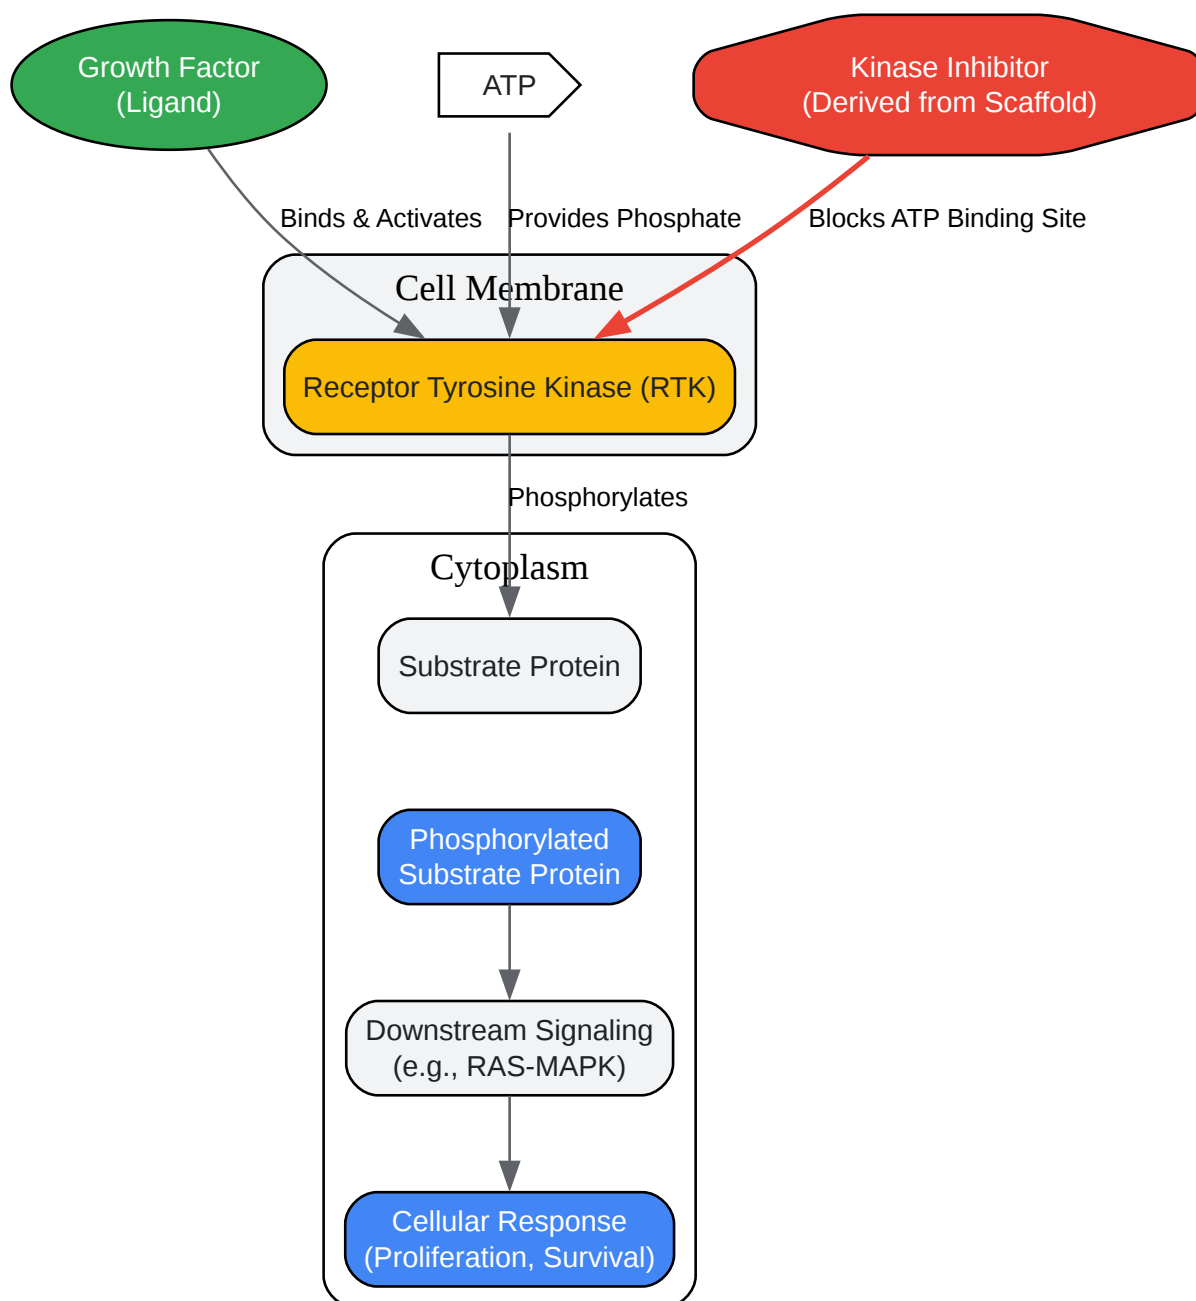 Growth Factor
(Ligand)
ATP
Kinase Inhibitor
(Derived from Scaffold)
Binds & Activates
Provides Phosphate
Blocks ATP Binding Site
Cell Membrane
Receptor Tyrosine Kinase (RTK)
Phosphorylates
Cytoplasm
Substrate Protein
Phosphorylated
Substrate Protein
Downstream Signaling
(e.g., RAS-MAPK)
Cellular Response
(Proliferation, Survival)